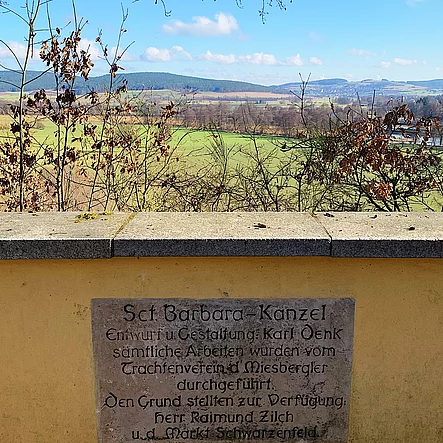 Sct Barbara-Kanzel
Entwurf u. Gestaltung: Karl Denk
sämtliche Arbeiten wurden vom
Trachtenverein d Miesbergler
durchgeführt.
Den Grund stellten zur Verfügung:
Herr Raimund Zilch
u. d. Markt Schwarzenfeld